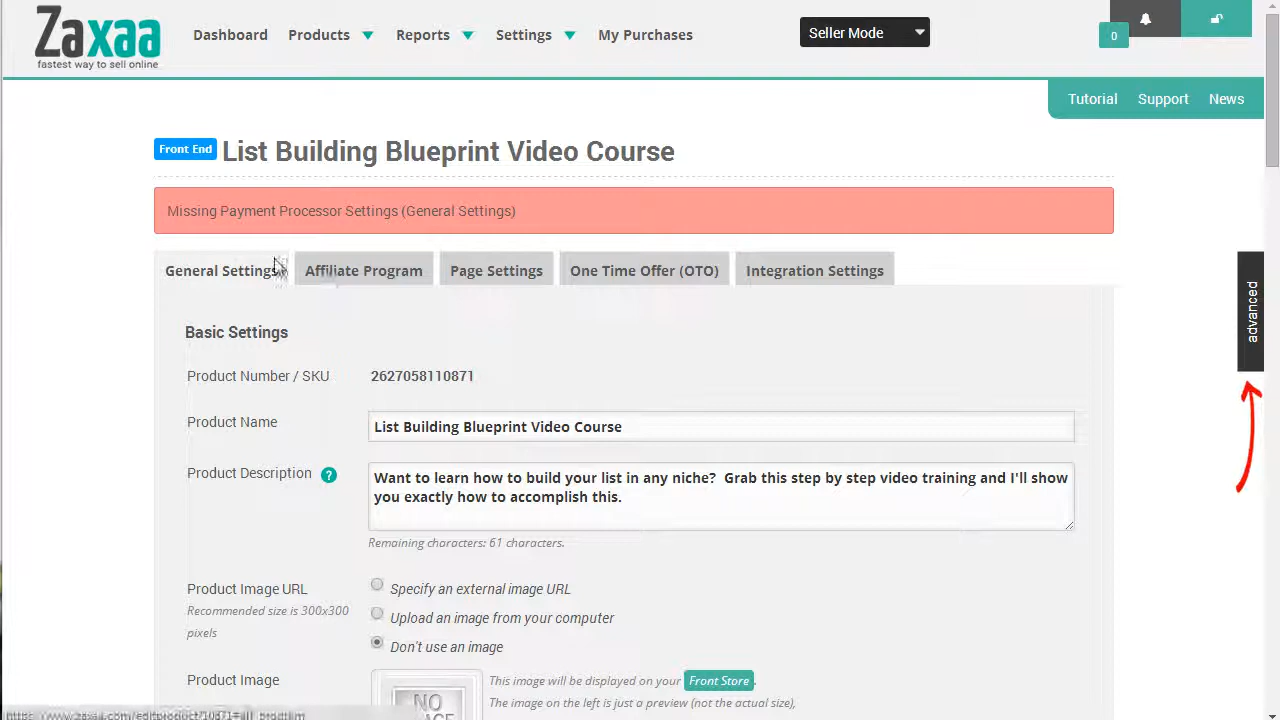 Zaxaa
fastest way to sell online
Dashboard
Products
Reports
Settings
My Purchases
Seller Mode
0
Tutorial
Support
News
Front End
List Building Blueprint Video Course
Missing Payment Processor Settings (General Settings)
General Settings
Affiliate Program
Page Settings
One Time Offer (OTO)
Integration Settings
advanced
Basic Settings
Product Number / SKU
2627058110871
Product Name
List Building Blueprint Video Course
Product Description
?
Want to learn how to build your list in any niche? Grab this step by step video training and I'll show
you exactly how to accomplish this.
Remaining characters: 61 characters.
Product Image URL
Recommended size is 300x300
pixels
Specify an external image URL
Upload an image from your computer
Don't use an image
Product Image
NO
This image will be displayed on your Front Store.
The image on the left is just a preview (not the actual size),